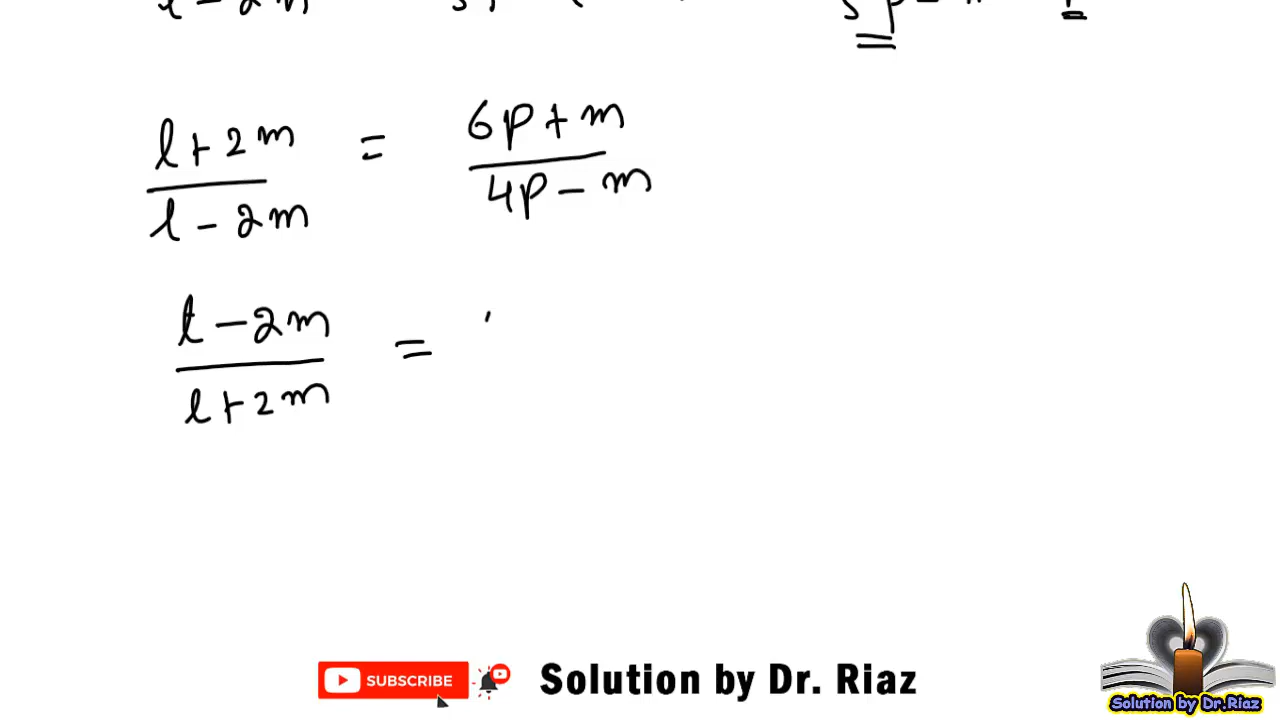 l + 2m = 6p + m
l - 2m 4p - m
l - 2m =
l + 2m
SUBSCRIBE
Solution by Dr. Riaz
Solution by Dr.Riaz